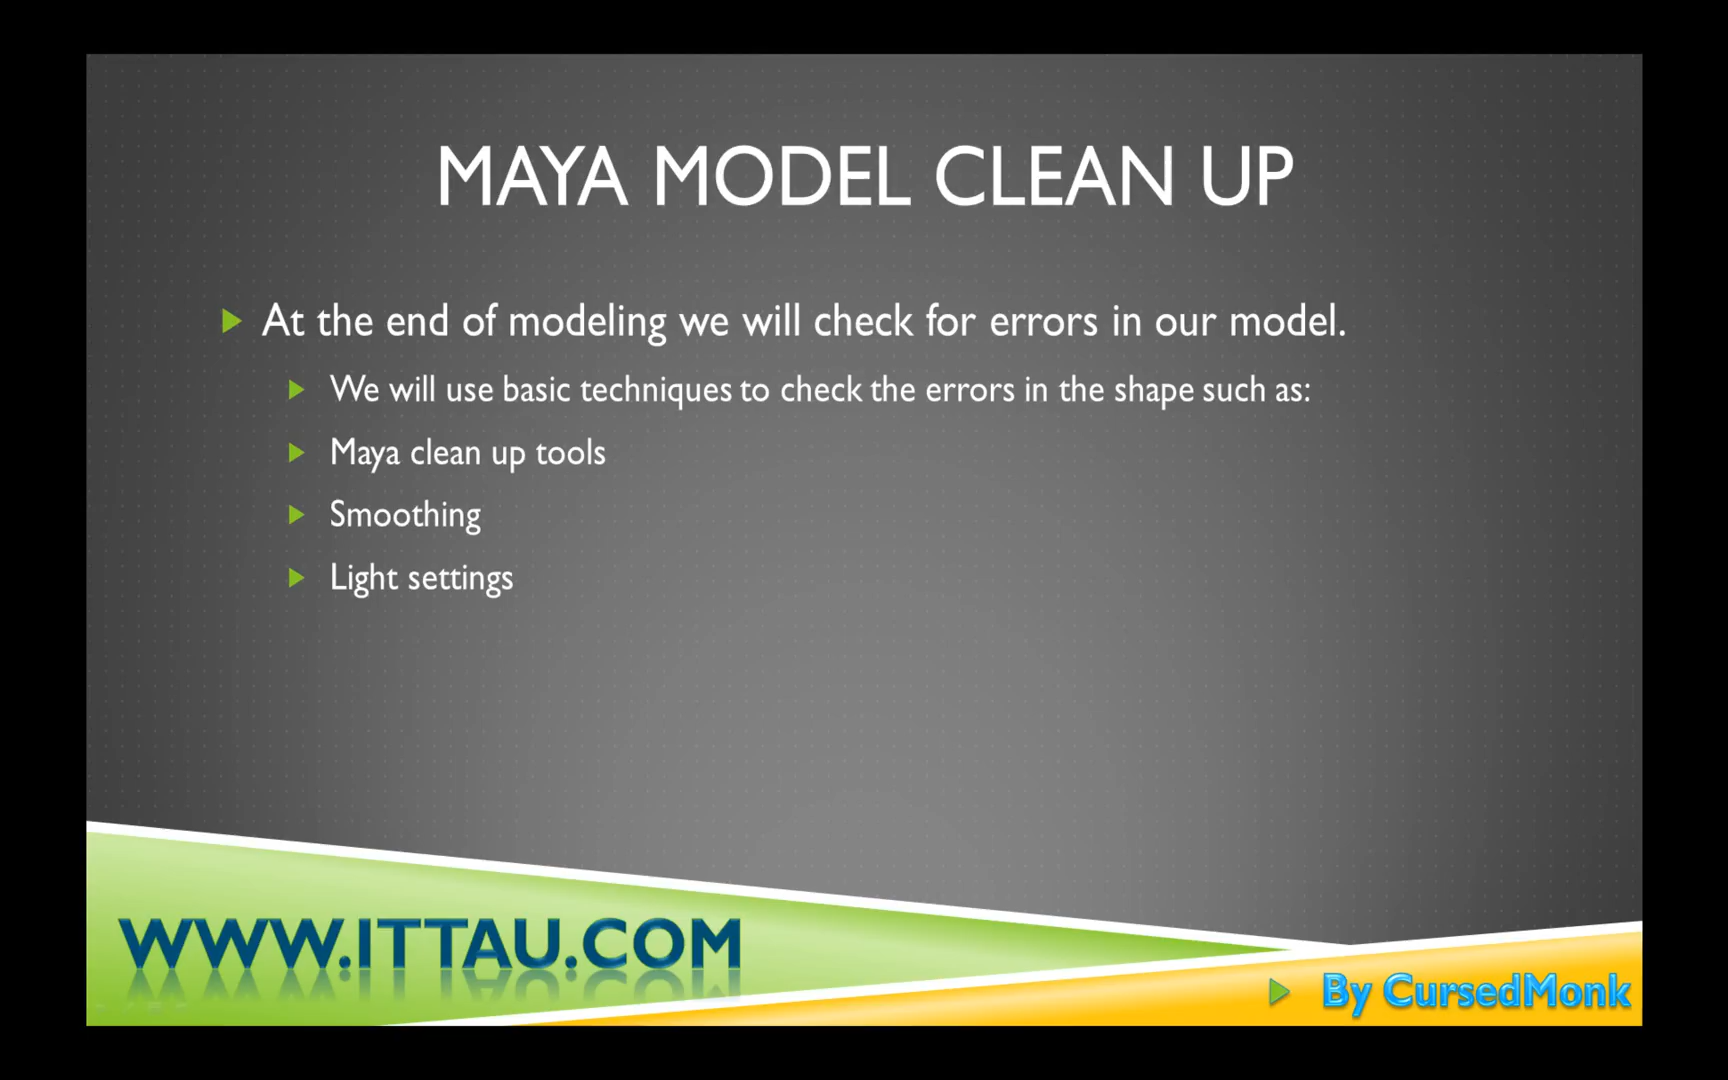 MAYA MODEL CLEAN UP
At the end of modeling we will check for errors in our model.
We will use basic techniques to check the errors in the shape such as:
Maya clean up tools
Smoothing
Light settings
WWW.ITTAU.COM
By CursedMonk